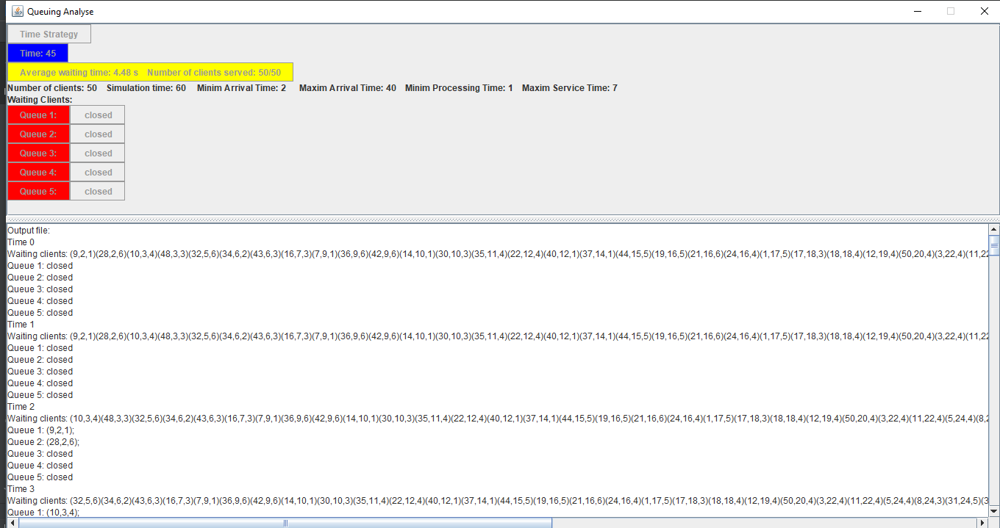 Queuing Analyse
Time Strategy
Time: 45
Average waiting time: 4.48 s Number of clients served: 50/50
Number of clients: 50 Simulation time: 60 Minim Arrival Time: 2 Maxim Arrival Time: 40 Minim Processing Time: 1 Maxim Service Time: 7
Waiting Clients:
Queue 1: closed
Queue 2: closed
Queue 3: closed
Queue 4: closed
Queue 5: closed
Output file:
Time 0
Waiting clients: (9,2,1)(28,2,6)(10,3,4)(48,3,3)(32,5,6)(34,6,2)(43,6,3)(16,7,3)(7,9,1)(36,9,6)(42,9,6)(14,10,1)(30,10,3)(35,11,4)(22,12,4)(40,12,1)(37,14,1)(44,15,5)(19,16,5)(21,16,6)(24,16,4)(1,17,5)(17,18,3)(18,18,4)(12,19,4)(50,20,4)(3,22,4)(11,22
Queue 1: closed
Queue 2: closed
Queue 3: closed
Queue 4: closed
Queue 5: closed
Time 1
Waiting clients: (9,2,1)(28,2,6)(10,3,4)(48,3,3)(32,5,6)(34,6,2)(43,6,3)(16,7,3)(7,9,1)(36,9,6)(42,9,6)(14,10,1)(30,10,3)(35,11,4)(22,12,4)(40,12,1)(37,14,1)(44,15,5)(19,16,5)(21,16,6)(24,16,4)(1,17,5)(17,18,3)(18,18,4)(12,19,4)(50,20,4)(3,22,4)(11,22
Queue 1: closed
Queue 2: closed
Queue 3: closed
Queue 4: closed
Queue 5: closed
Time 2
Waiting clients: (10,3,4)(48,3,3)(32,5,6)(34,6,2)(43,6,3)(16,7,3)(7,9,1)(36,9,6)(42,9,6)(14,10,1)(30,10,3)(35,11,4)(22,12,4)(40,12,1)(37,14,1)(44,15,5)(19,16,5)(21,16,6)(24,16,4)(1,17,5)(17,18,3)(18,18,4)(12,19,4)(50,20,4)(3,22,4)(11,22,4)(5,24,4)(8,2
Queue 1: (9,2,1);
Queue 2: (28,2,6);
Queue 3: closed
Queue 4: closed
Queue 5: closed
Time 3
Waiting clients: (32,5,6)(34,6,2)(43,6,3)(16,7,3)(7,9,1)(36,9,6)(42,9,6)(14,10,1)(30,10,3)(35,11,4)(22,12,4)(40,12,1)(37,14,1)(44,15,5)(19,16,5)(21,16,6)(24,16,4)(1,17,5)(17,18,3)(18,18,4)(12,19,4)(50,20,4)(3,22,4)(11,22,4)(5,24,4)(8,24,3)(31,24,5)(3
Queue 1: (10,3,4);